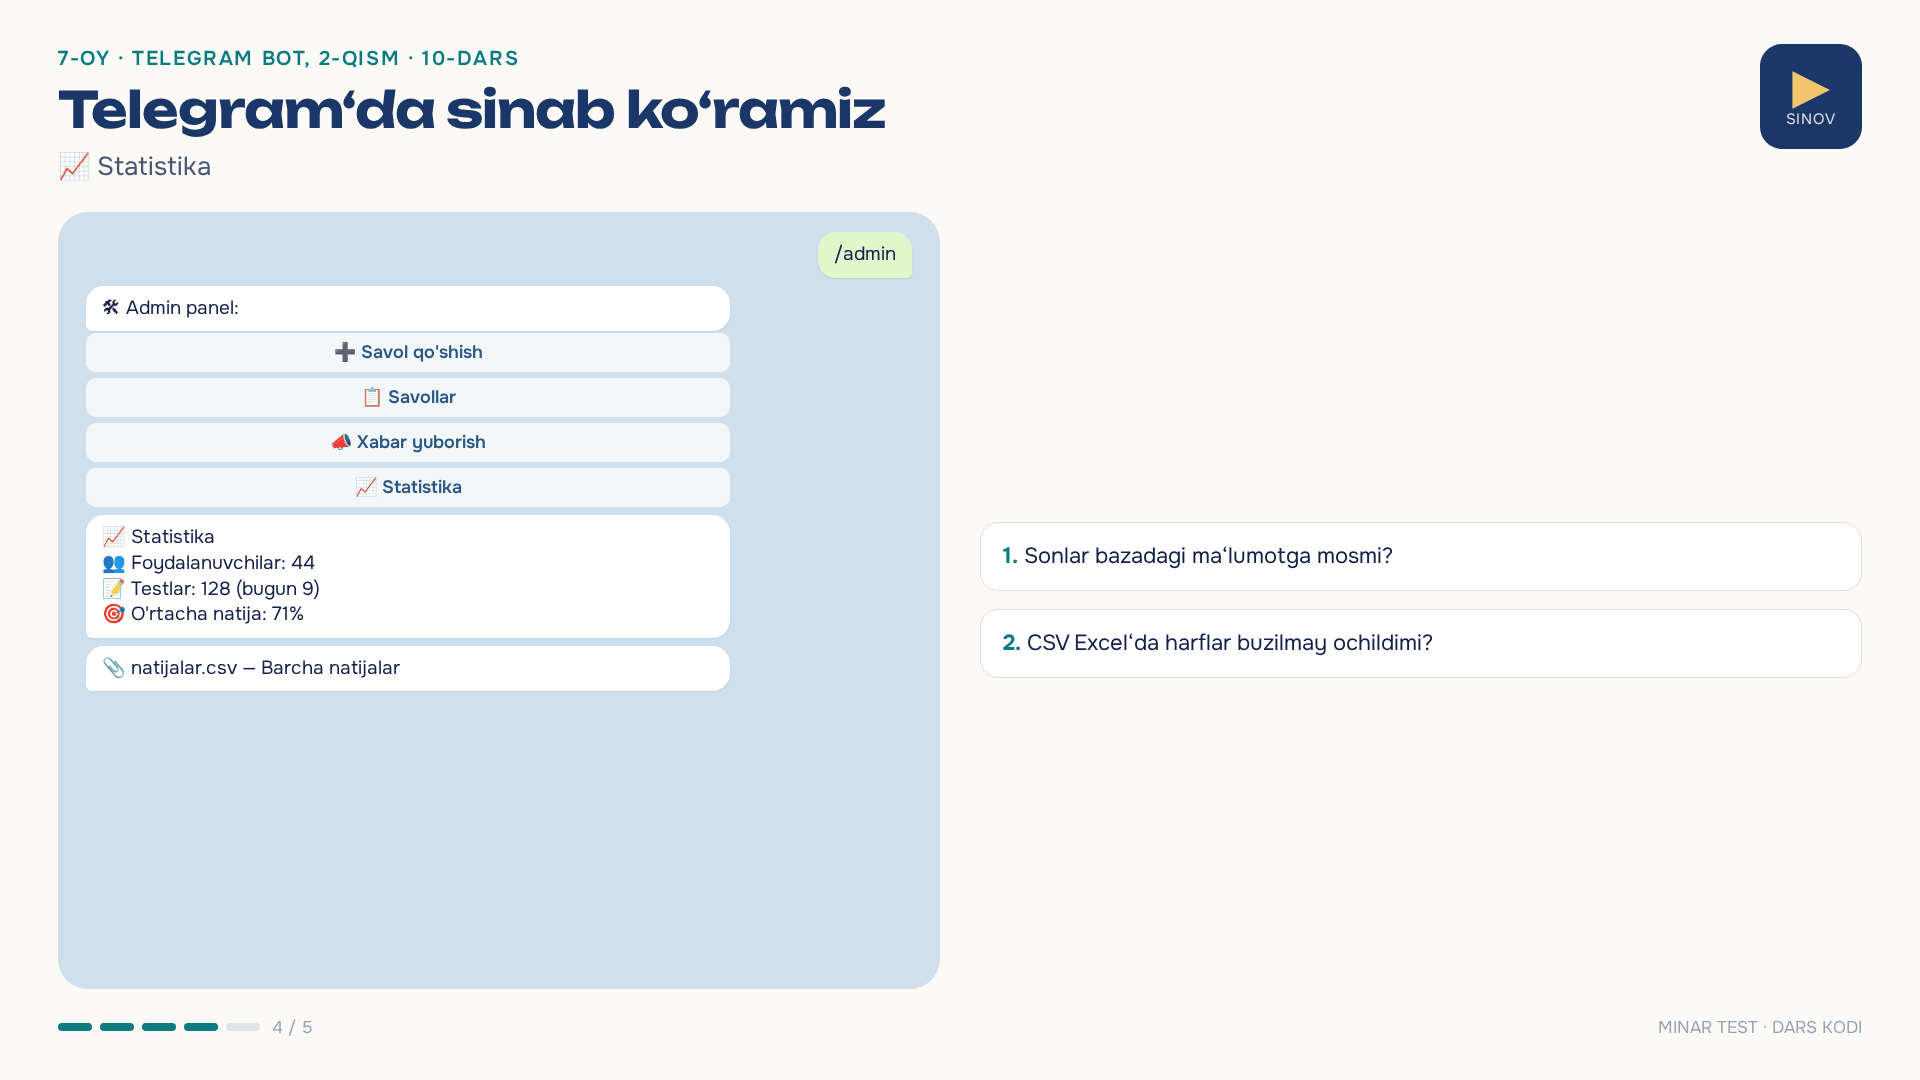 7-OY · TELEGRAM BOT, 2-QISM · 10-DARS
Telegram‘da sinab ko‘ramiz
📈 Statistika
SINOV
/admin
🛠 Admin panel:
➕ Savol qo'shish
📋 Savollar
📣 Xabar yuborish
📈 Statistika
📈 Statistika
👥 Foydalanuvchilar: 44
📝 Testlar: 128 (bugun 9)
🎯 O'rtacha natija: 71%
📎 natijalar.csv — Barcha natijalar
1. Sonlar bazadagi ma‘lumotga mosmi?
2. CSV Excel‘da harflar buzilmay ochildimi?
4 / 5
MINAR TEST · DARS KODI